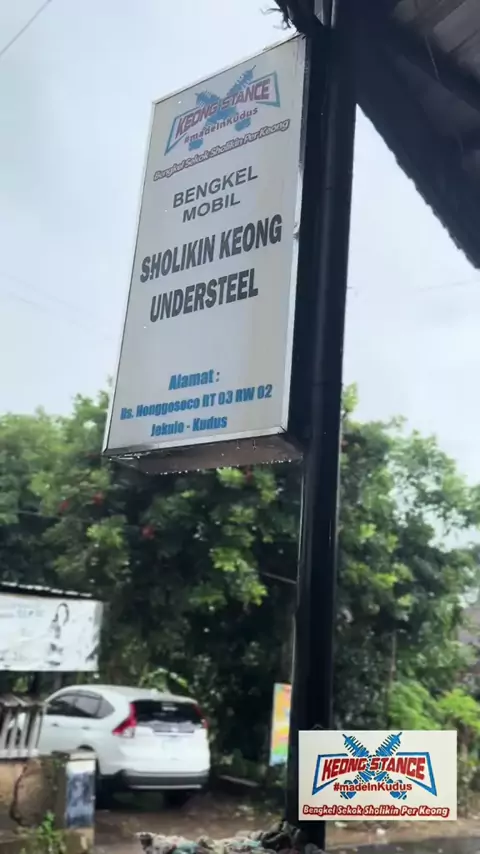 KEONG STANCE
#madeInKudus
Bengkel Sekok Sholikin Per Keong
BENGKEL
MOBIL
SHOLIKIN KEONG
UNDERSTEEL
Alamat :
Ds. Honggosoco RT 03 RW 02
Jekulo - Kudus
KEONG STANCE
#madeInKudus
Bengkel Sekok Sholikin Per Keong